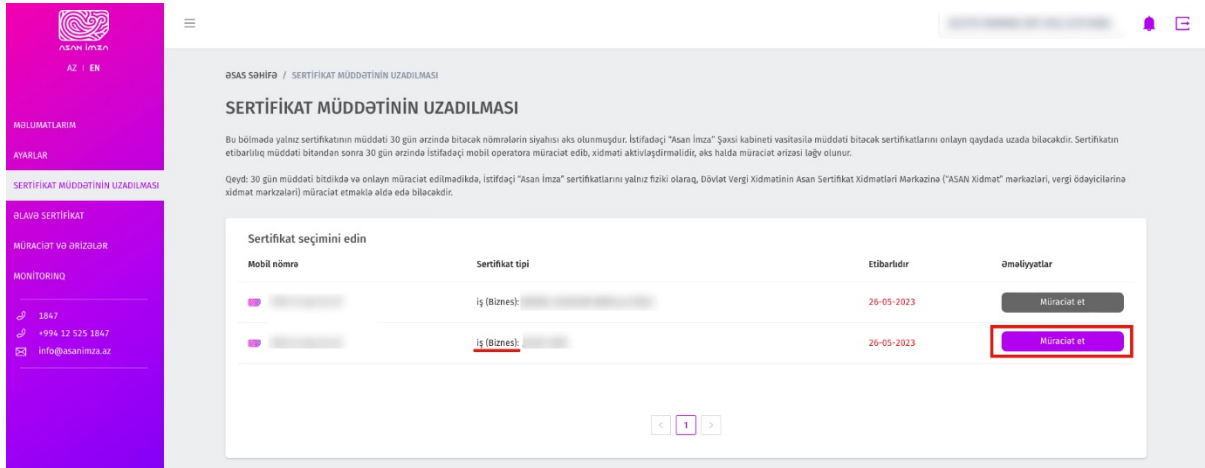 ASAN İMZA
AZ | EN
MƏLUMATLARIM
AYARLAR
SERTİFİKAT MÜDDƏTİNİN UZADILMASI
ƏLAVƏ SERTİFİKAT
MÜRACİƏT VƏ ƏRİZƏLƏR
MONİTORINQ
1847
+994 12 525 1847
info@asanimza.az
ƏSAS SƏHİFƏ / SERTİFİKAT MÜDDƏTİNİN UZADILMASI
SERTİFİKAT MÜDDƏTİNİN UZADILMASI
Bu bölmədə yalnız sertifikatının müddəti 30 gün ərzində bitəcək nömrələrin siyahısı əks olunmuşdur. İstifadəçi "Asan İmza" Şəxsi kabineti vasitəsilə müddəti bitəcək sertifikatlarını onlayn qaydada uzada biləcəkdir. Sertifikatın
etibarlılıq müddəti bitəndən sonra 30 gün ərzində İstifadəçi mobil operatora müraciət edib, xidməti aktivləşdirməlidir, əks halda müraciət ərizəsi ləğv olunur.
Qeyd: 30 gün müddəti bitdikdə və onlayn müraciət edilmədikdə, İstifdəçi "Asan İmza" sertifikatlarını yalnız fiziki olaraq, Dövlət Vergi Xidmətinin Asan Sertifikat Xidmətləri Mərkəzinə ("ASAN Xidmət" mərkəzləri, vergi ödəyicilərinə
xidmət mərkzələri) müraciət etməklə əldə edə biləcəkdir.
Sertifikat seçimini edin
Mobil nömrə Sertifikat tipi Etibarlıdır Əməliyyatlar
iş (Biznes): 26-05-2023 Müraciət et
iş (Biznes): 26-05-2023 Müraciət et
< 1 >